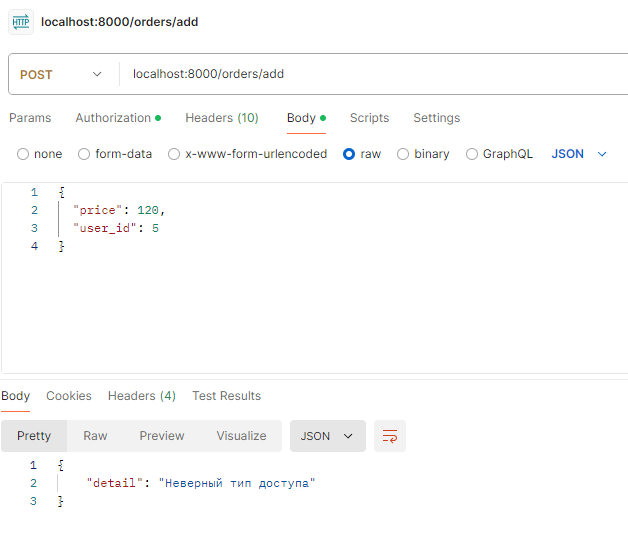 HTTP localhost:8000/orders/add
POST localhost:8000/orders/add
Params Authorization Headers (10) Body Scripts Settings
none form-data x-www-form-urlencoded raw binary GraphQL JSON
1 {
2 "price": 120,
3 "user_id": 5
4 }
Body Cookies Headers (4) Test Results
Pretty Raw Preview Visualize JSON
1 {
2 "detail": "Неверный тип доступа"
3 }